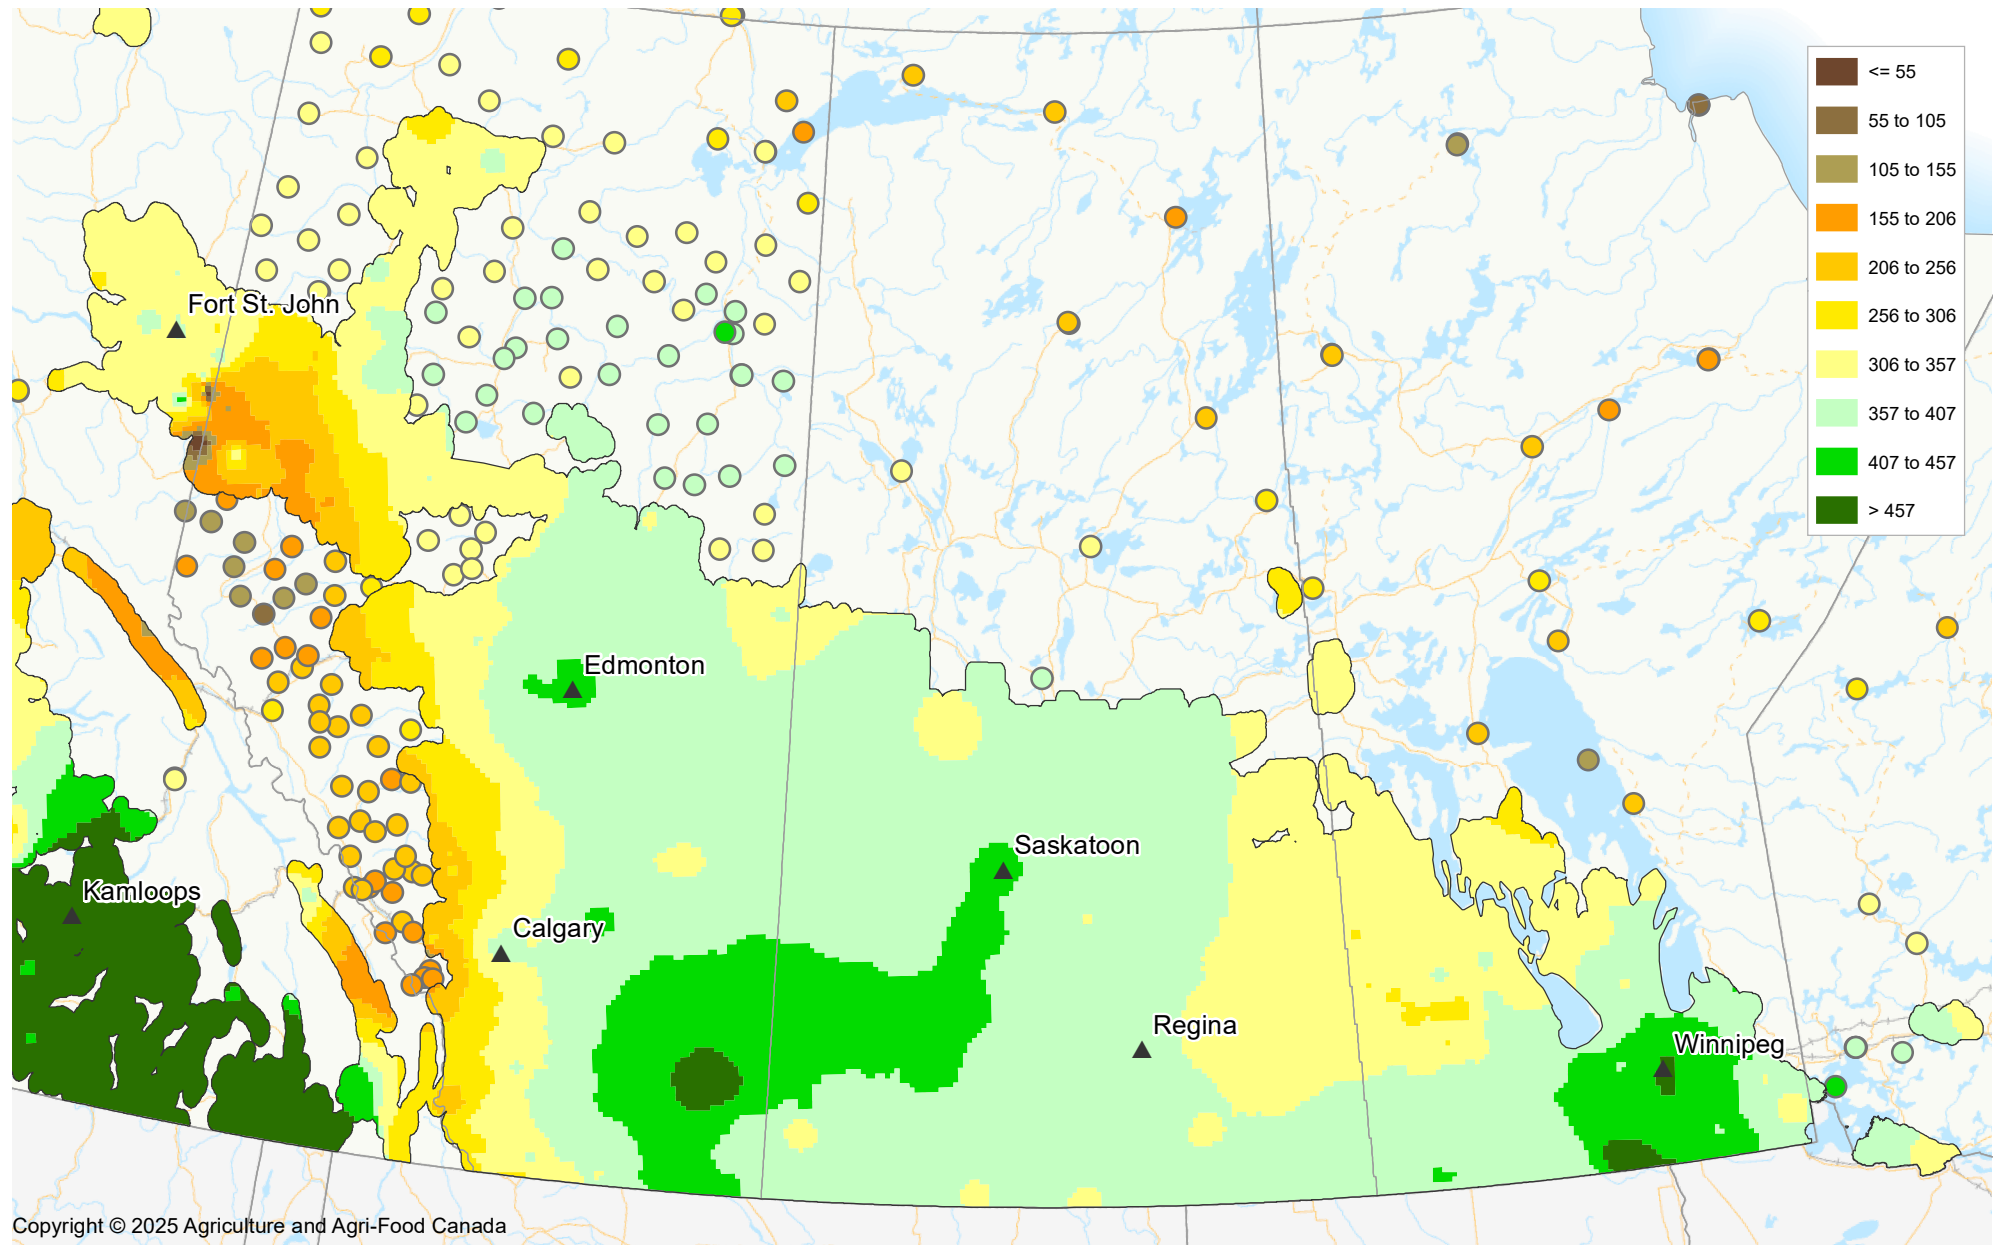 <= 55
55 to 105
105 to 155
155 to 206
206 to 256
256 to 306
306 to 357
357 to 407
407 to 457
> 457
Fort St. John
Edmonton
Saskatoon
Kamloops
Calgary
Regina
Winnipeg
Copyright © 2025 Agriculture and Agri-Food Canada